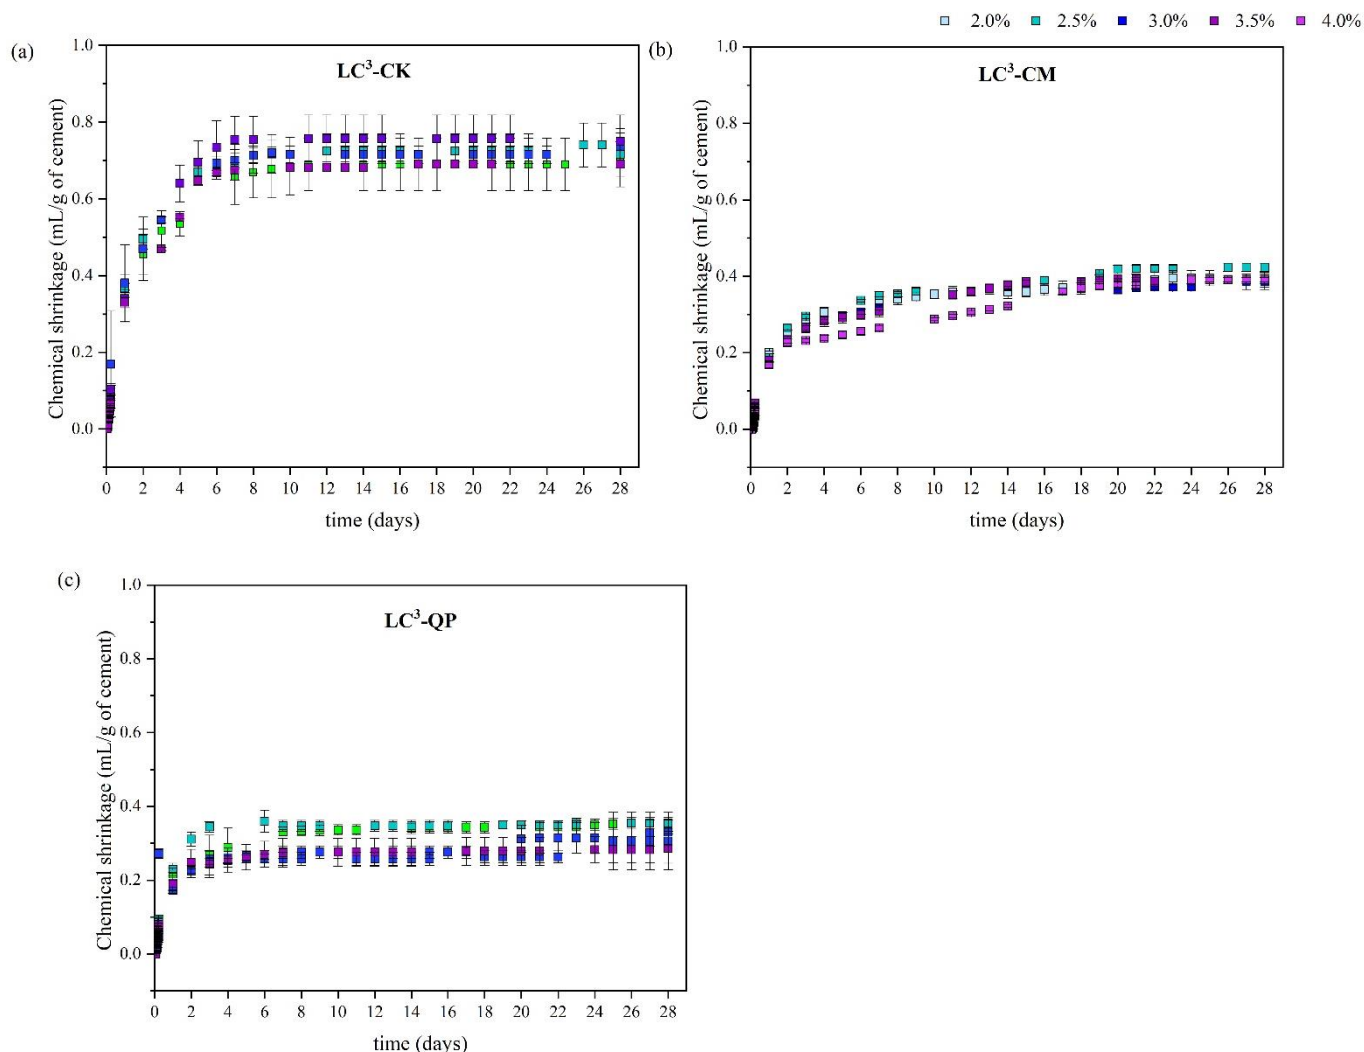 2.0% 2.5% 3.0% 3.5% 4.0%
(a)
LC³-CK
Chemical shrinkage (mL/g of cement)
1.0
0.8
0.6
0.4
0.2
0.0
0 2 4 6 8 10 12 14 16 18 20 22 24 26 28
time (days)
(b)
LC³-CM
Chemical shrinkage (mL/g of cement)
1.0
0.8
0.6
0.4
0.2
0.0
0 2 4 6 8 10 12 14 16 18 20 22 24 26 28
time (days)
(c)
LC³-QP
Chemical shrinkage (mL/g of cement)
1.0
0.8
0.6
0.4
0.2
0.0
0 2 4 6 8 10 12 14 16 18 20 22 24 26 28
time (days)